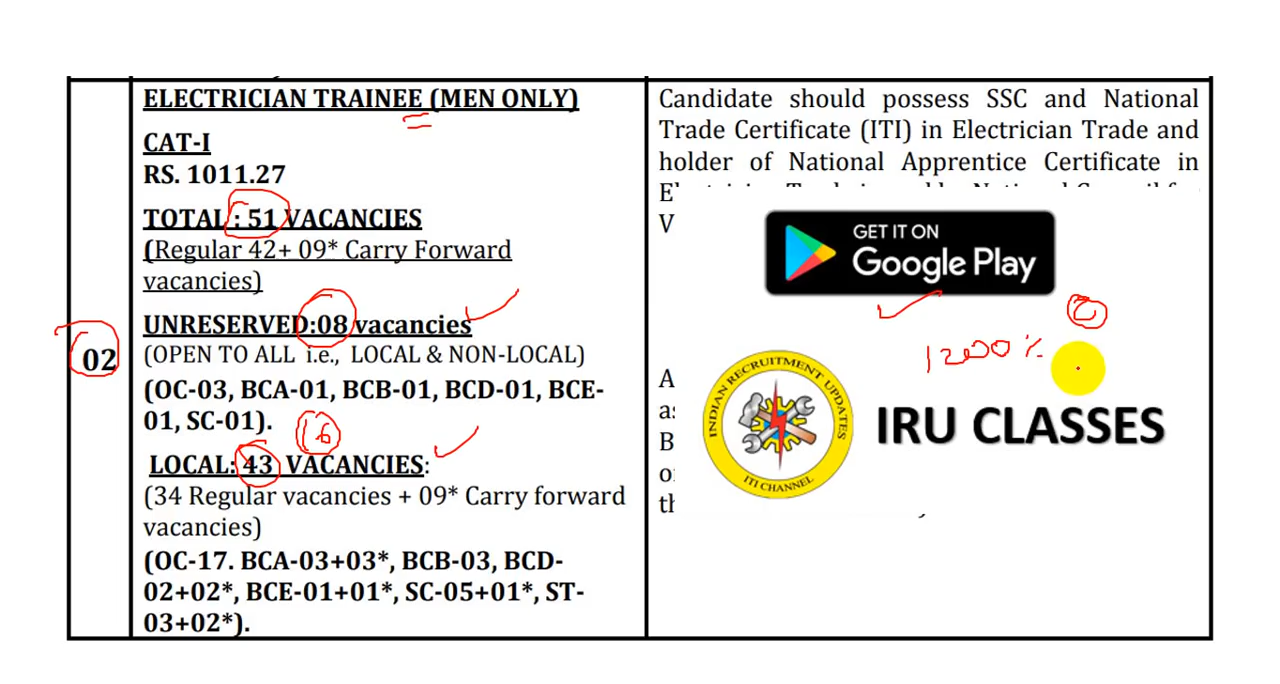 ELECTRICIAN TRAINEE (MEN ONLY)
CAT-I
RS. 1011.27
TOTAL : 51 VACANCIES
(Regular 42+ 09* Carry Forward
vacancies)
UNRESERVED:08 vacancies
02
(OPEN TO ALL i.e., LOCAL & NON-LOCAL)
(OC-03, BCA-01, BCB-01, BCD-01, BCE-
01, SC-01).
16
LOCAL: 43 VACANCIES:
(34 Regular vacancies + 09* Carry forward
vacancies)
(OC-17. BCA-03+03*, BCB-03, BCD-
02+02*, BCE-01+01*, SC-05+01*, ST-
03+02*).
Candidate should possess SSC and National
Trade Certificate (ITI) in Electrician Trade and
holder of National Apprentice Certificate in
V
GET IT ON
Google Play
1200 %
A
B
INDIAN RECRUITMENT UPDATES
ITI CHANNEL
IRU CLASSES